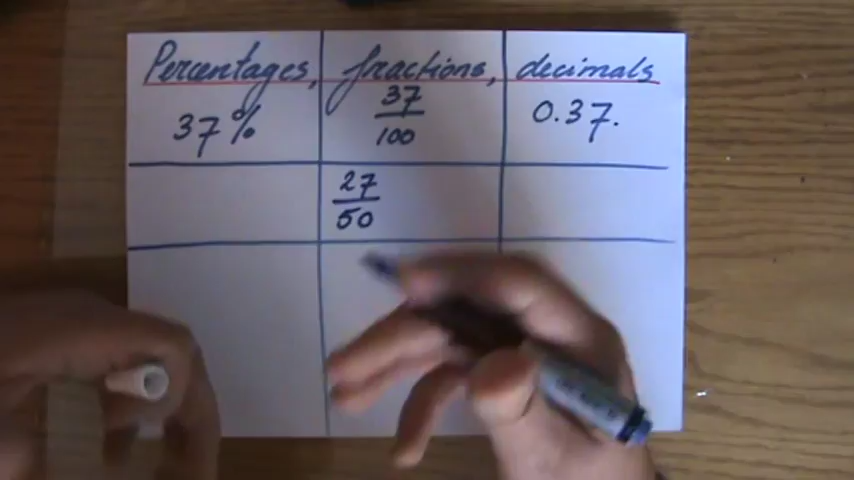 Percentages, fractions, decimals
37% 37/100 0.37.
27/50